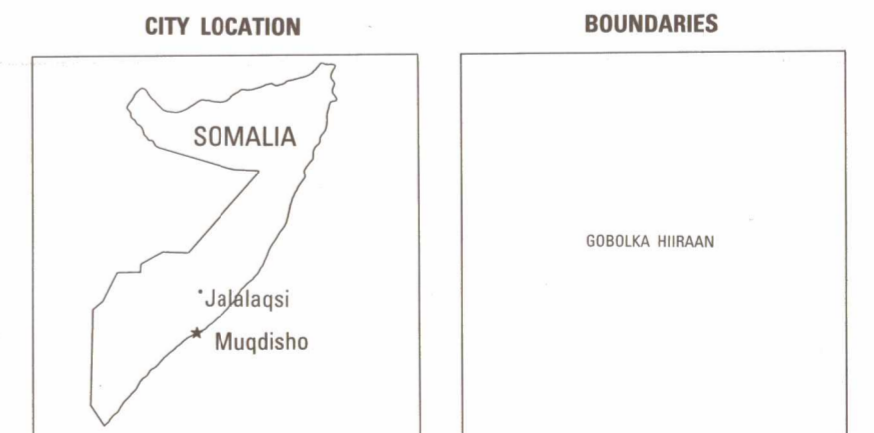 CITY LOCATION
SOMALIA
Jalalaqsi
Muqdisho
BOUNDARIES
GOBOLKA HIIRAAN